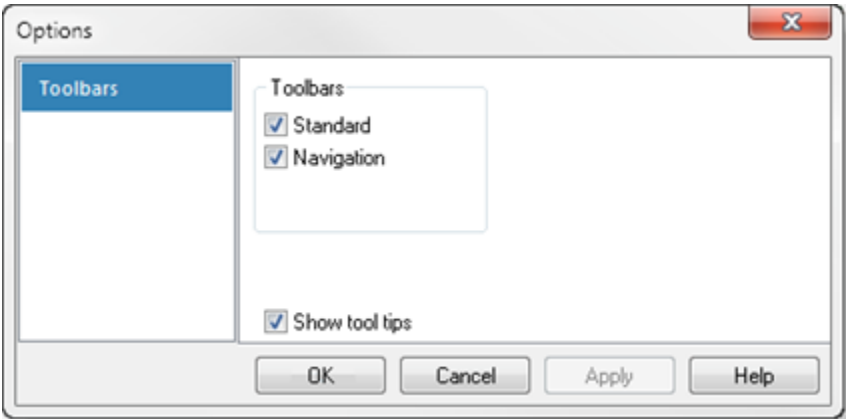 Options
Toolbars
Toolbars
Standard
Navigation
Show tool tips
OK Cancel Apply Help